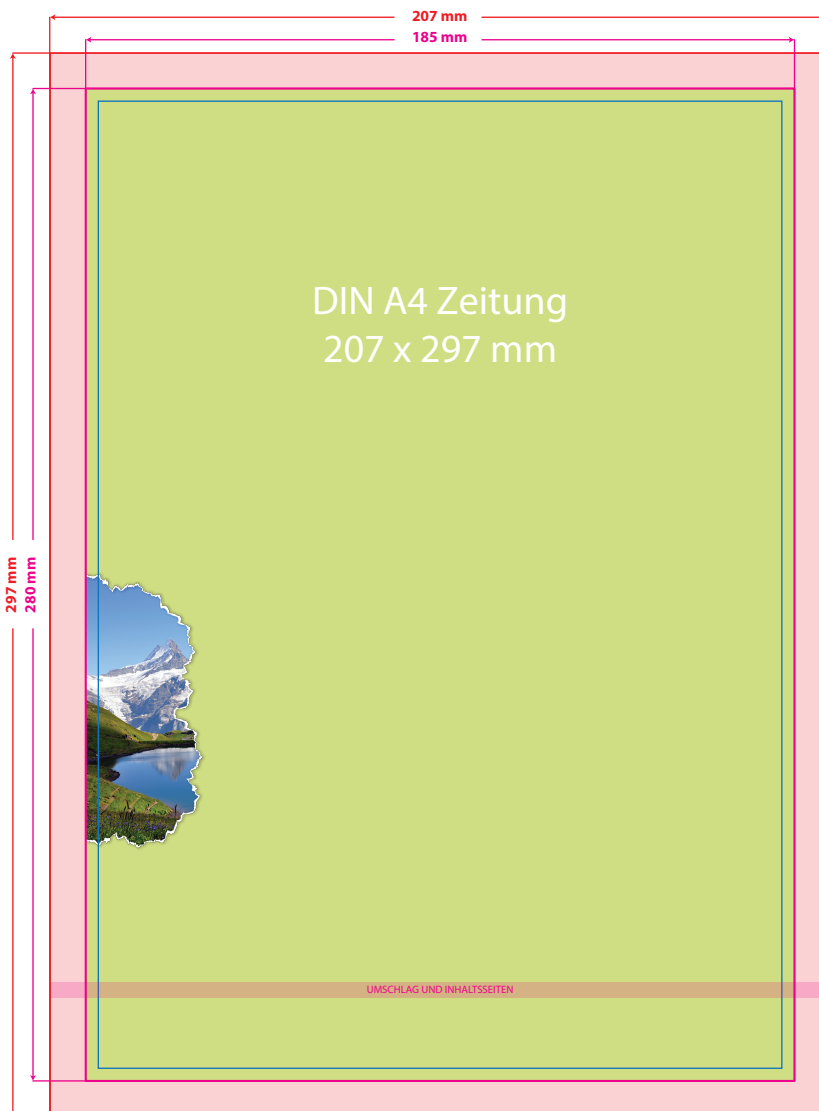 207 mm
185 mm
DIN A4 Zeitung
207 x 297 mm
297 mm
280 mm
UMSCHLAG UND INHALTSSEITEN